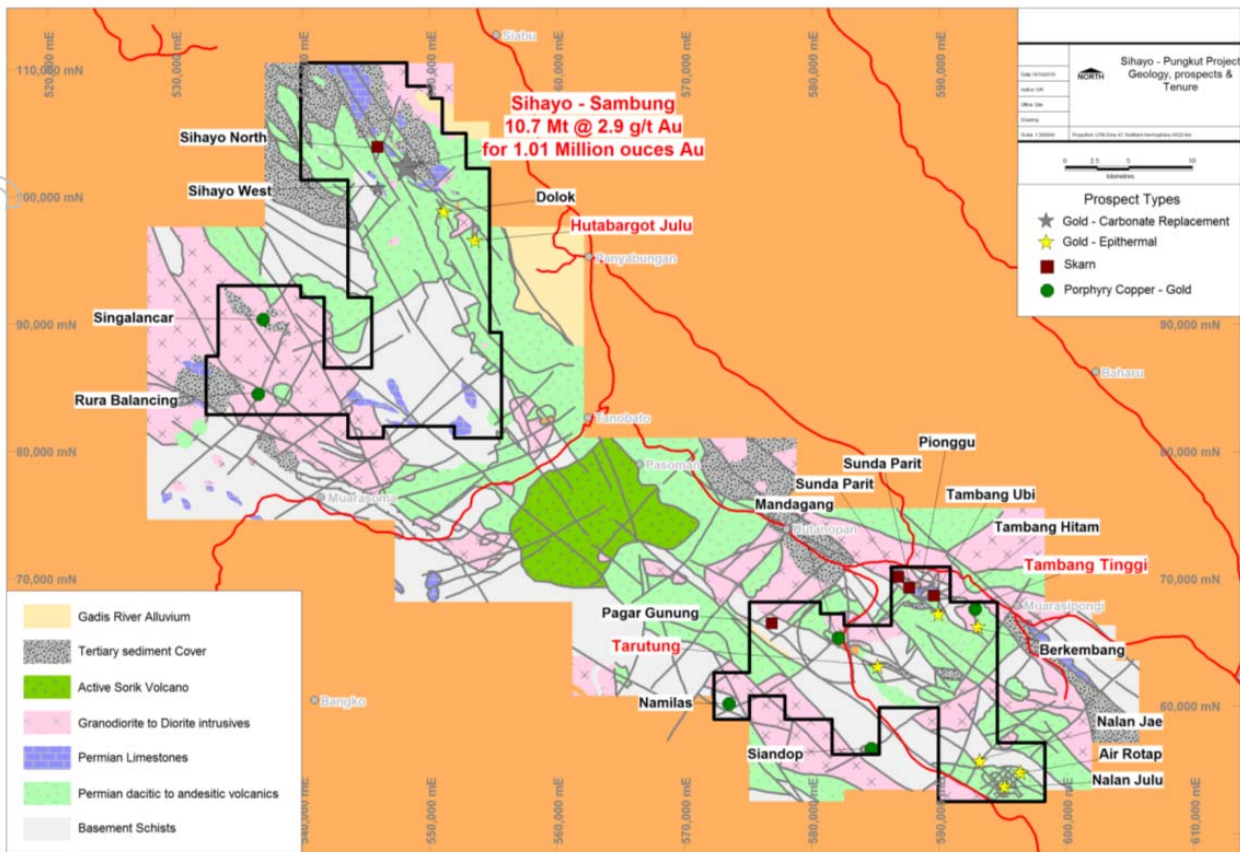 Sihayo - Pungkut Project
Geology, prospects &
Tenure
NORTH
0 2.5 5 10
kilometres
Prospect Types
Gold - Carbonate Replacement
Gold - Epithermal
Skarn
Porphyry Copper - Gold
520,000 mE
530,000 mE
560,000 mE
570,000 mE
580,000 mE
590,000 mE
110,000 mN
100,000 mN
90,000 mN
80,000 mN
70,000 mN
90,000 mN
80,000 mN
70,000 mN
60,000 mN
Siabu
Sihayo - Sambung
10.7 Mt @ 2.9 g/t Au
for 1.01 Million ouces Au
Sihayo North
Sihayo West
Dolok
Hutabargot Julu
Panyabungan
Singalancar
Rura Balancing
Baharu
Tanobato
Pasoman
Muarasoma
Pionggu
Sunda Parit
Sunda Parit
Mandagang
Hutanopan
Tambang Ubi
Tambang Hitam
Tambang Tinggi
Muarasipongi
Pagar Gunung
Tarutung
Berkembang
Namilas
Bangko
Nalan Jae
Siandop
Air Rotap
Nalan Julu
Gadis River Alluvium
Tertiary sediment Cover
Active Sorik Volcano
Granodiorite to Diorite intrusives
Permian Limestones
Permian dacitic to andesitic volcanics
Basement Schists
540,000 mE
550,000 mE
560,000 mE
570,000 mE
580,000 mE
590,000 mE
600,000 mE
610,000 mE